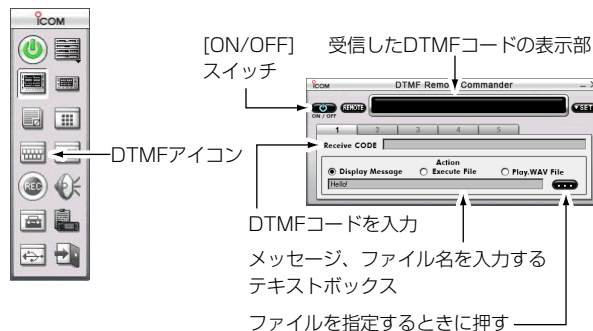 ICOM
REC
DTMFアイコン
[ON/OFF]
スイッチ
受信したDTMFコードの表示部
ICOM
DTMF Remote Commander
ON / OFF
REMOTE
▼SET
1 2 3 4 5
Receive CODE
Action
Display Message Execute File Play.WAV File
Hello!
...
DTMFコードを入力
メッセージ、ファイル名を入力する
テキストボックス
ファイルを指定するときに押す